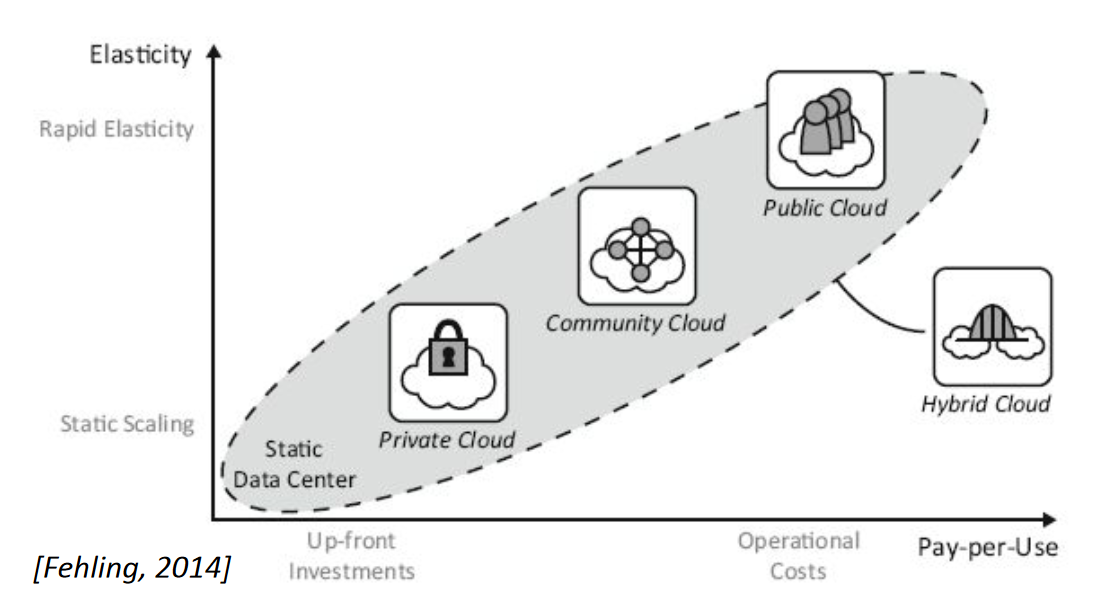 Elasticity
Rapid Elasticity
Public Cloud
Community Cloud
Hybrid Cloud
Static Scaling
Private Cloud
Static
Data Center
Up-front
Investments
Operational
Costs
Pay-per-Use
[Fehling, 2014]